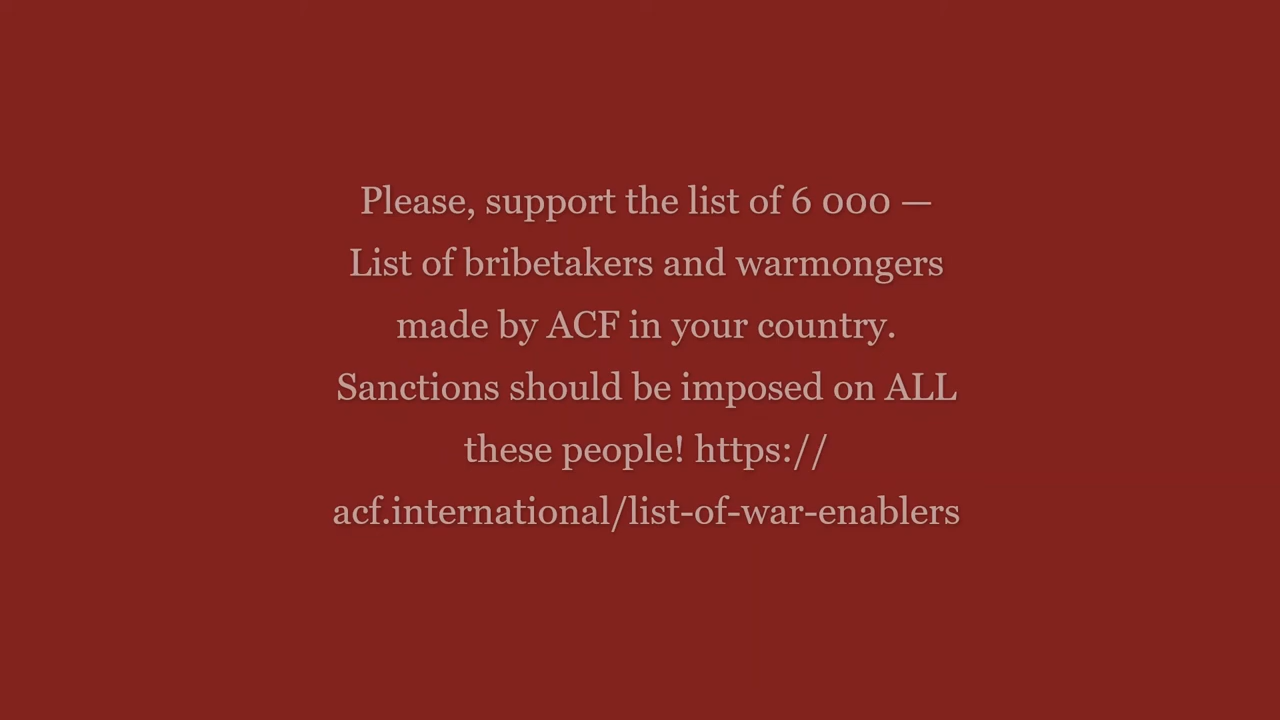 Please, support the list of 6 000 —
List of bribetakers and warmongers
made by ACF in your country.
Sanctions should be imposed on ALL
these people! https://
acf.international/list-of-war-enablers